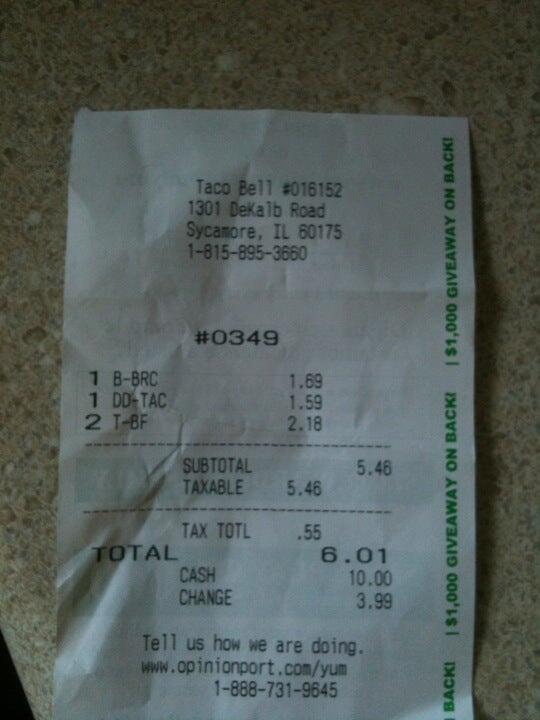 Taco Bell #016152
1301 DeKalb Road
Sycamore, IL 60175
1-815-895-3660
#0349
1 B-BRC 1.69
1 DD-TAC 1.59
2 T-BF 2.18
SUBTOTAL 5.46
TAXABLE 5.46
TAX TOTL .55
TOTAL 6.01
CASH 10.00
CHANGE 3.99
Tell us how we are doing.
www.opinionport.com/yum
1-888-731-9645
| $1,000 GIVEAWAY ON BACK!
| $1,000 GIVEAWAY ON BACK!
BACK!